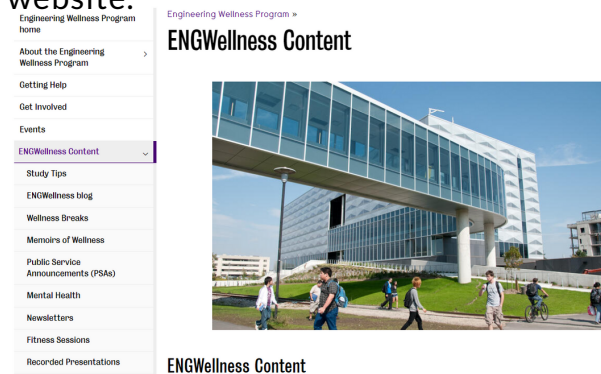 website.
Engineering Wellness Program
home
About the Engineering
Wellness Program
Getting Help
Get Involved
Events
ENGWellness Content
Study Tips
ENGWellness blog
Wellness Breaks
Memoirs of Wellness
Public Service
Announcements (PSAs)
Mental Health
Newsletters
Fitness Sessions
Recorded Presentations
Engineering Wellness Program »
ENGWellness Content
ENGWellness Content